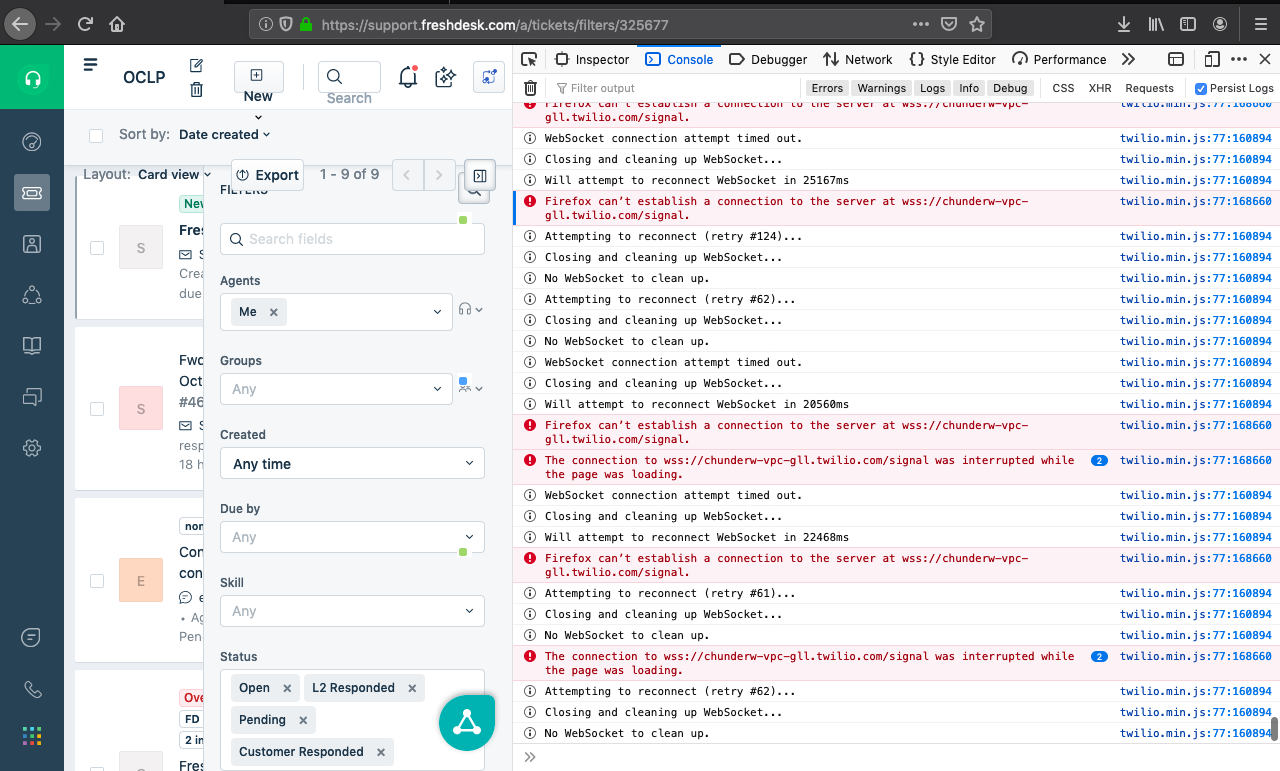 https://support.freshdesk.com/a/tickets/filters/325677
OCLP
New
Search
Sort by: Date created
Layout: Card view
Export
1 - 9 of 9
FILTERS
Search fields
Agents
Me
Groups
Any
Created
Any time
Due by
Any
Skill
Any
Status
Open
L2 Responded
Pending
Customer Responded
New
S
Fres
S
Crea
due
S
Fwd
Oct
#46
S
resp
18 h
non
E
Con
con
e
• Ag
Pen
Ove
FD
2 in
S
Fres
Inspector
Console
Debugger
Network
Style Editor
Performance
Filter output
Errors
Warnings
Logs
Info
Debug
CSS
XHR
Requests
Persist Logs
Firefox can’t establish a connection to the server at wss://chunderw-vpc- twilio.min.js:77:168660
gll.twilio.com/signal.
WebSocket connection attempt timed out. twilio.min.js:77:160894
Closing and cleaning up WebSocket... twilio.min.js:77:160894
Will attempt to reconnect WebSocket in 25167ms twilio.min.js:77:160894
Firefox can’t establish a connection to the server at wss://chunderw-vpc- twilio.min.js:77:168660
gll.twilio.com/signal.
Attempting to reconnect (retry #124)... twilio.min.js:77:160894
Closing and cleaning up WebSocket... twilio.min.js:77:160894
No WebSocket to clean up. twilio.min.js:77:160894
Attempting to reconnect (retry #62)... twilio.min.js:77:160894
Closing and cleaning up WebSocket... twilio.min.js:77:160894
No WebSocket to clean up. twilio.min.js:77:160894
WebSocket connection attempt timed out. twilio.min.js:77:160894
Closing and cleaning up WebSocket... twilio.min.js:77:160894
Will attempt to reconnect WebSocket in 20560ms twilio.min.js:77:160894
Firefox can’t establish a connection to the server at wss://chunderw-vpc- twilio.min.js:77:168660
gll.twilio.com/signal.
The connection to wss://chunderw-vpc-gll.twilio.com/signal was interrupted while 2 twilio.min.js:77:168660
the page was loading.
WebSocket connection attempt timed out. twilio.min.js:77:160894
Closing and cleaning up WebSocket... twilio.min.js:77:160894
Will attempt to reconnect WebSocket in 22468ms twilio.min.js:77:160894
Firefox can’t establish a connection to the server at wss://chunderw-vpc- twilio.min.js:77:168660
gll.twilio.com/signal.
Attempting to reconnect (retry #61)... twilio.min.js:77:160894
Closing and cleaning up WebSocket... twilio.min.js:77:160894
No WebSocket to clean up. twilio.min.js:77:160894
The connection to wss://chunderw-vpc-gll.twilio.com/signal was interrupted while 2 twilio.min.js:77:168660
the page was loading.
Attempting to reconnect (retry #62)... twilio.min.js:77:160894
Closing and cleaning up WebSocket... twilio.min.js:77:160894
No WebSocket to clean up. twilio.min.js:77:160894